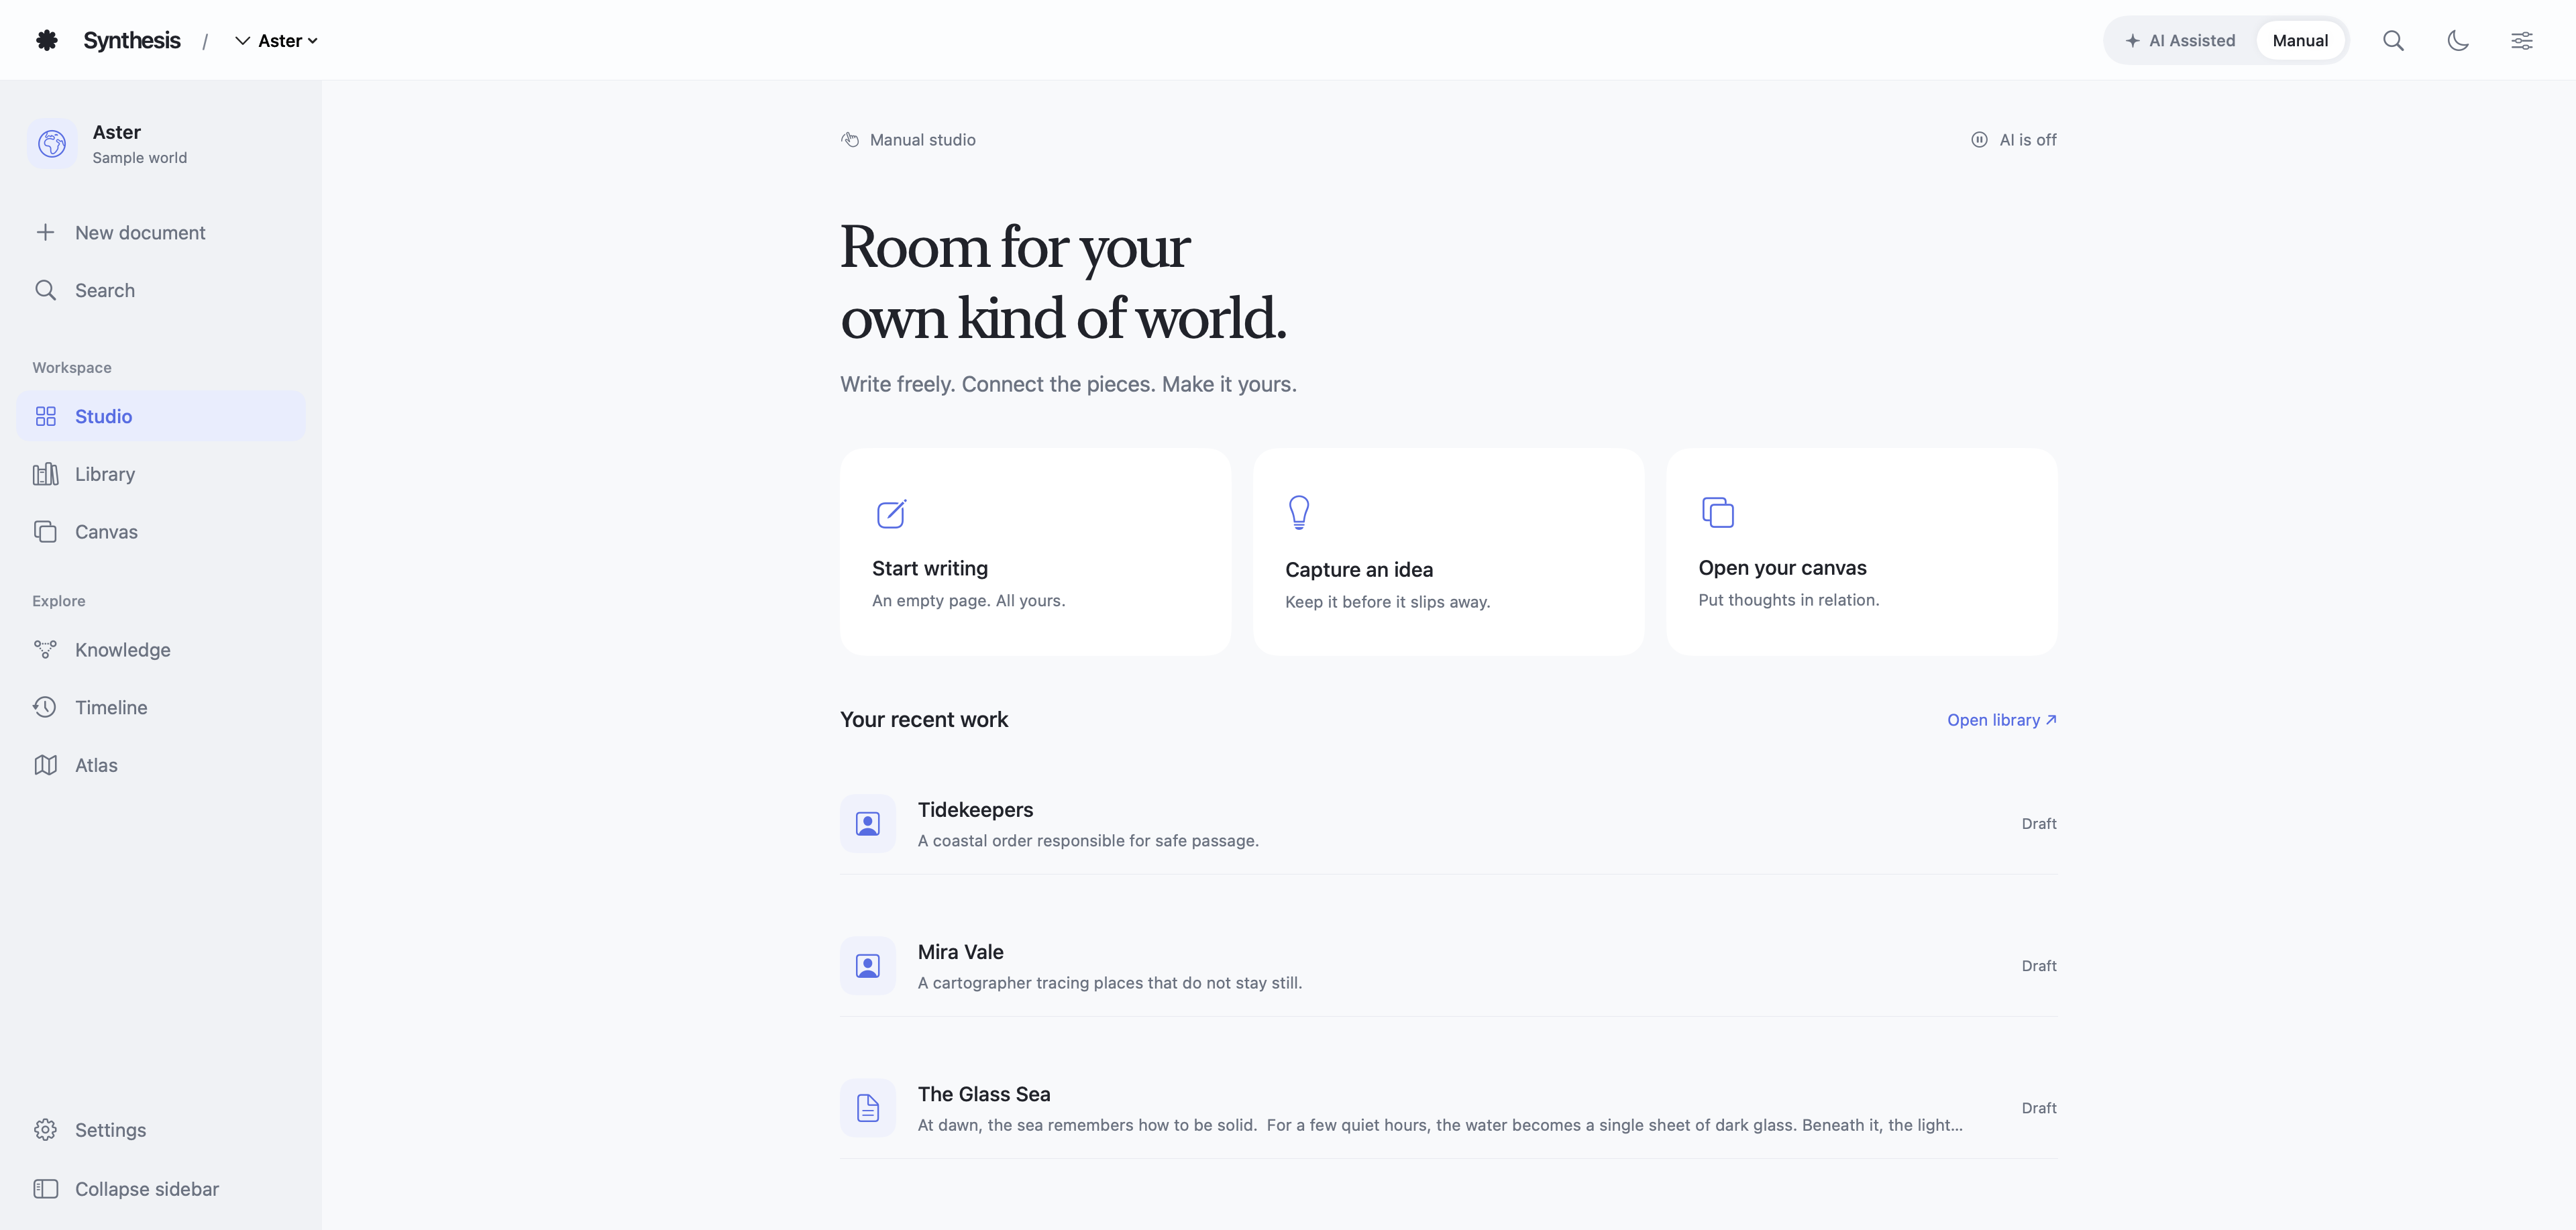 Synthesis / Aster
AI Assisted
Manual
Aster
Sample world
New document
Search
Workspace
Studio
Library
Canvas
Explore
Knowledge
Timeline
Atlas
Settings
Collapse sidebar
Manual studio
AI is off
Room for your
own kind of world.
Write freely. Connect the pieces. Make it yours.
Start writing
An empty page. All yours.
Capture an idea
Keep it before it slips away.
Open your canvas
Put thoughts in relation.
Your recent work
Open library ↗
Tidekeepers
A coastal order responsible for safe passage.
Draft
Mira Vale
A cartographer tracing places that do not stay still.
Draft
The Glass Sea
At dawn, the sea remembers how to be solid.  For a few quiet hours, the water becomes a single sheet of dark glass. Beneath it, the light...
Draft